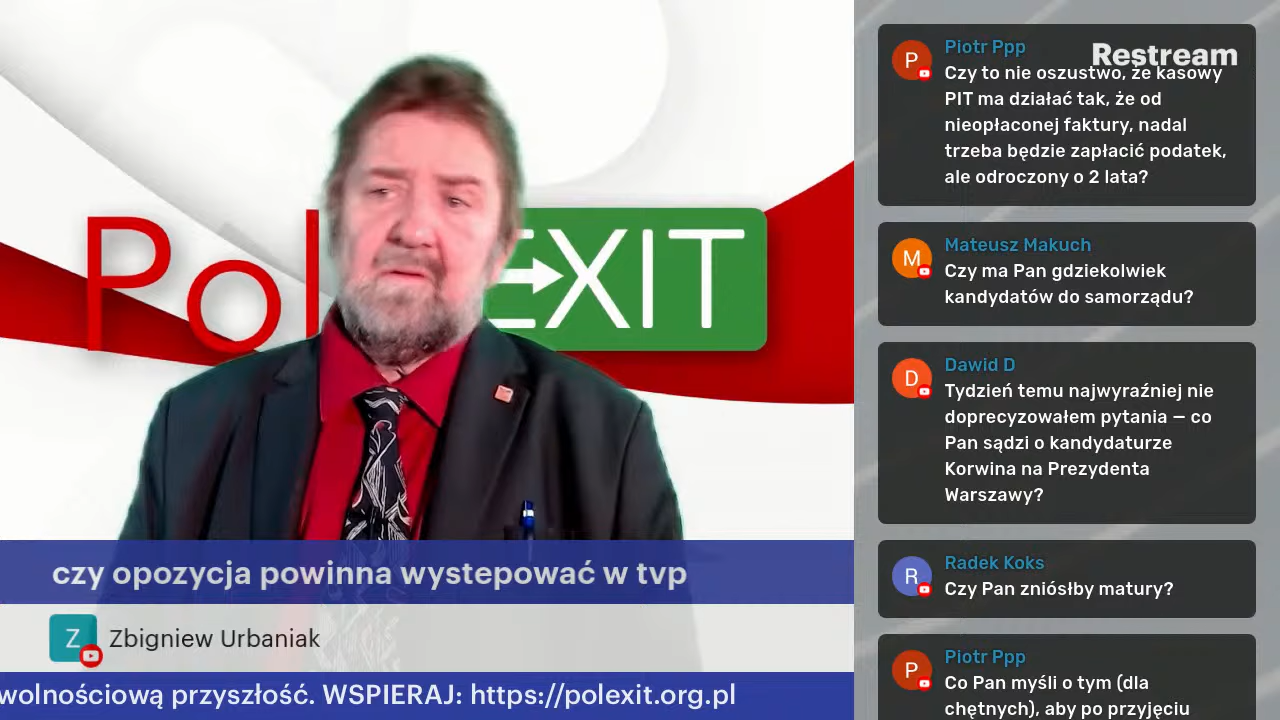 Pol EXIT
czy opozycja powinna wystepować w tvp
Z
Zbigniew Urbaniak
wolnościową przyszłość. WSPIERAJ: https://polexit.org.pl
Restream
P
Piotr Ppp
Czy to nie oszustwo, że kasowy
PIT ma działać tak, że od
nieopłaconej faktury, nadal
trzeba będzie zapłacić podatek,
ale odroczony o 2 lata?
M
Mateusz Makuch
Czy ma Pan gdziekolwiek
kandydatów do samorządu?
D
Dawid D
Tydzień temu najwyraźniej nie
doprecyzowałem pytania — co
Pan sądzi o kandydaturze
Korwina na Prezydenta
Warszawy?
R
Radek Koks
Czy Pan zniósłby matury?
P
Piotr Ppp
Co Pan myśli o tym (dla
chętnych), aby po przyjęciu